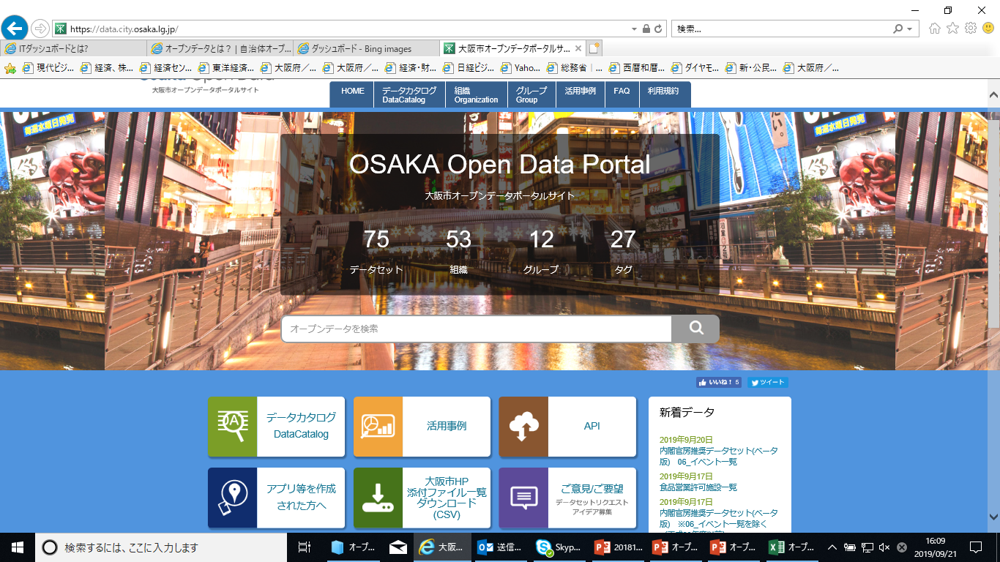 https://data.city.osaka.lg.jp/
検索...
ITダッシュボードとは?
オープンデータとは？ | 自治体オープ...
ダッシュボード - Bing images
大阪市オープンデータポータルサ...
現代ビジ...
経済、株...
経済セン...
東洋経済...
大阪府／...
大阪府／...
経済・財...
日経ビジ...
Yaho...
総務省｜...
西暦和暦...
ダイヤモ...
新・公民...
大阪府／...
Osaka Open Data
大阪市オープンデータポータルサイト
HOME
データカタログ
DataCatalog
組織
Organization
グループ
Group
活用事例
FAQ
利用規約
毎週水曜日発売
毎週水曜日発売
OSAKA Open Data Portal
大阪市オープンデータポータルサイト
75
53
12
27
データセット
組織
グループ
タグ
オープンデータを検索
いいね！ 5
ツイート
データカタログ
DataCatalog
活用事例
API
アプリ等を作成
された方へ
大阪市HP
添付ファイル一覧
ダウンロード
(CSV)
ご意見/ご要望
データセットリクエスト
アイデア募集
新着データ
2019年9月20日
内閣官房推奨データセット(ベータ
版)　06_イベント一覧
2019年9月17日
食品営業許可施設一覧
2019年9月17日
内閣官房推奨データセット(ベータ
版)　※06_イベント一覧を除く
検索するには、ここに入力します
オープ...
大阪...
送信...
Skyp...
20181...
オープ...
オープ...
オープ...
16:09
2019/09/21